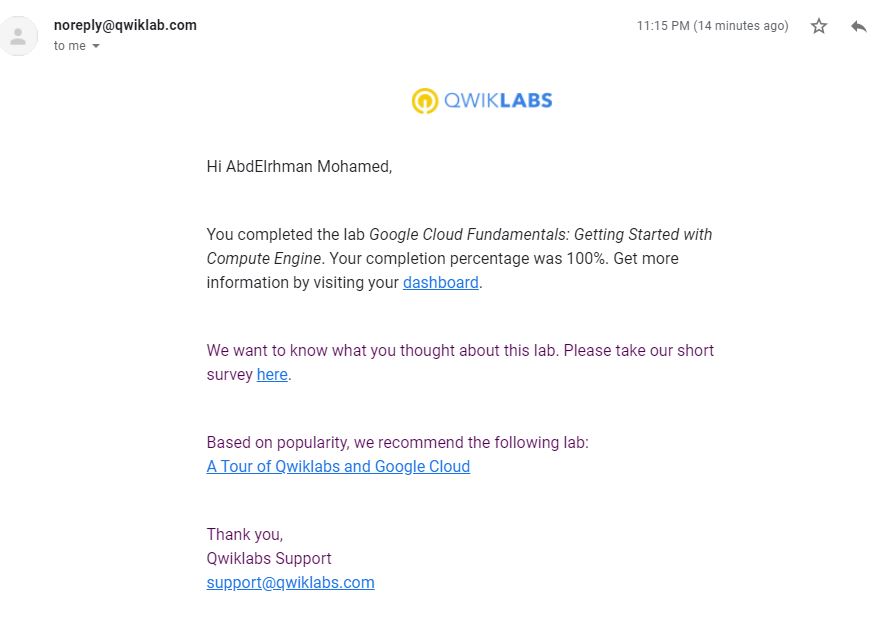 noreply@qwiklab.com
11:15 PM (14 minutes ago)
to me
QWIKLABS
Hi AbdElrhman Mohamed,
You completed the lab Google Cloud Fundamentals: Getting Started with
Compute Engine. Your completion percentage was 100%. Get more
information by visiting your dashboard.
We want to know what you thought about this lab. Please take our short
survey here.
Based on popularity, we recommend the following lab:
A Tour of Qwiklabs and Google Cloud
Thank you,
Qwiklabs Support
support@qwiklabs.com